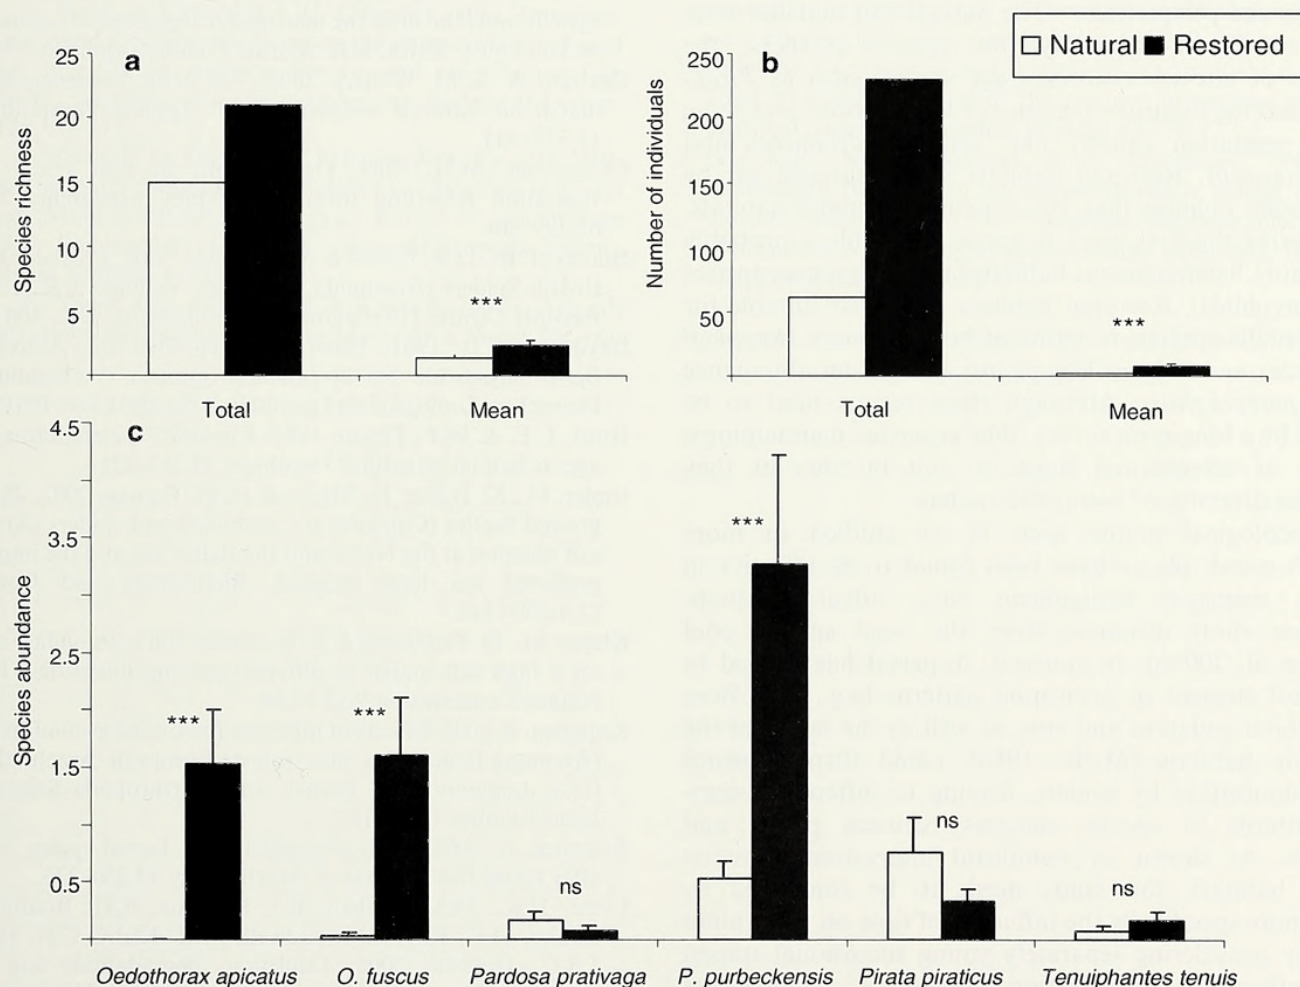 Natural Restored
a
25
20
15
10
5
Species richness
***
Total Mean
b
250
200
150
100
50
Number of individuals
***
Total Mean
c
4.5
3.5
2.5
1.5
0.5
Species abundance
***
***
ns
***
ns
ns
Oedothorax apicatus O. fuscus Pardosa prativaga P. purbeckensis Pirata piraticus Tenuiphantes tenuis